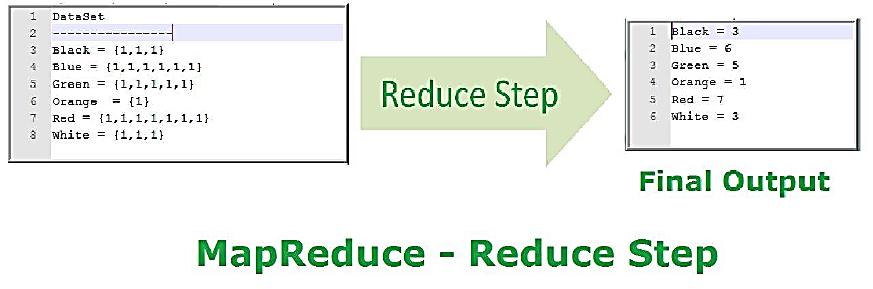 1 DataSet
2 -----------------
3 Black = {1,1,1}
4 Blue = {1,1,1,1,1,1}
5 Green = {1,1,1,1,1}
6 Orange  = {1}
7 Red = {1,1,1,1,1,1,1}
8 White = {1,1,1}
Reduce Step
1 Black = 3
2 Blue = 6
3 Green = 5
4 Orange = 1
5 Red = 7
6 White = 3
Final Output
MapReduce - Reduce Step